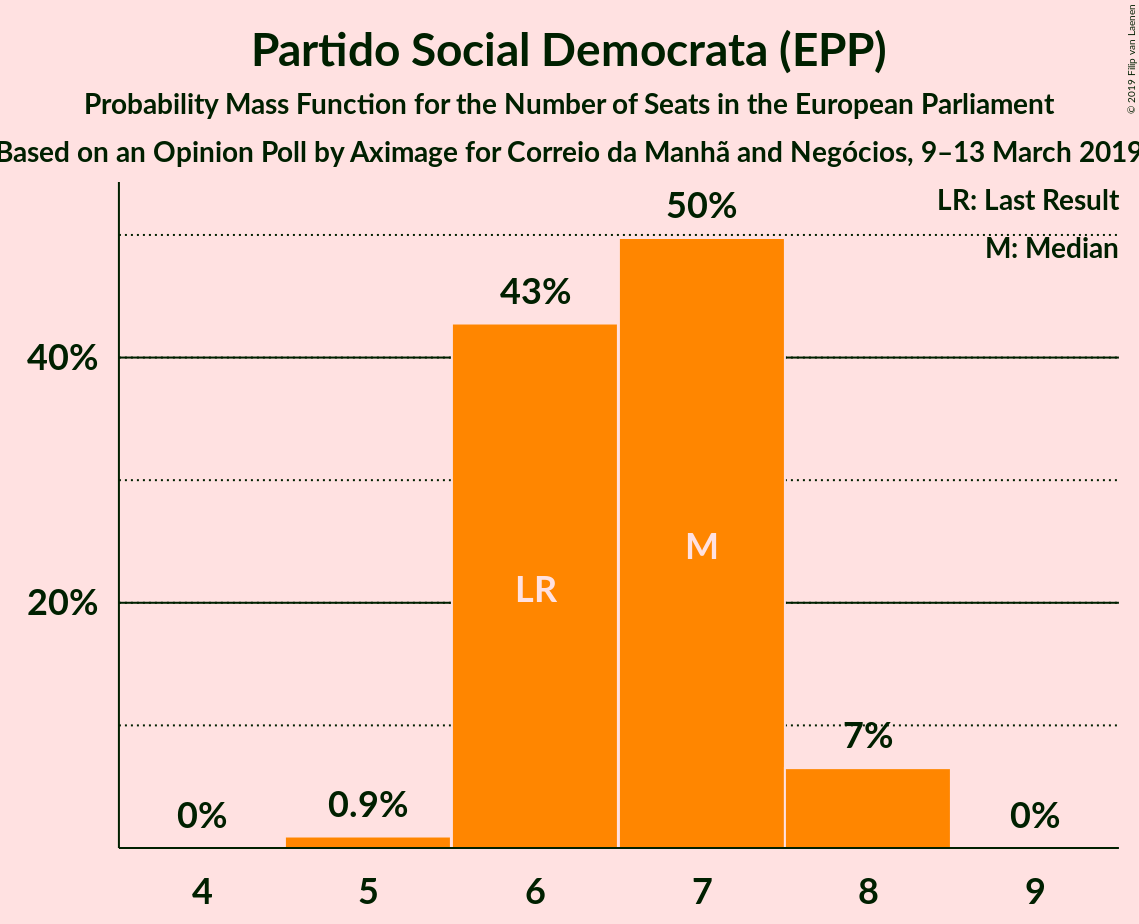 Partido Social Democrata (EPP)
Probability Mass Function for the Number of Seats in the European Parliament
Based on an Opinion Poll by Aximage for Correio da Manhã and Negócios, 9–13 March 2019
© 2019 Filip van Laenen
LR: Last Result
M: Median
50%
43%
40%
M
LR
20%
7%
0.9%
0%
0%
4 5 6 7 8 9